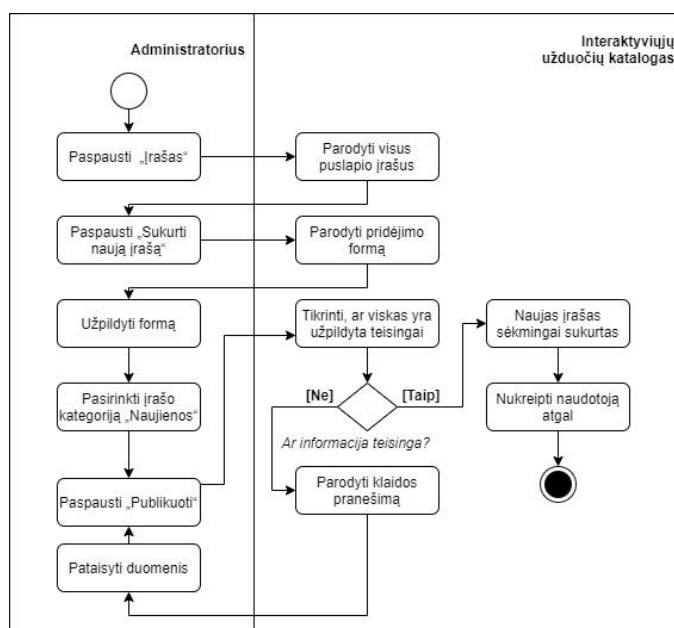 Administratorius
Interaktyviųjų
užduočių katalogas
Paspausti „Įrašas“
Parodyti visus
puslapio įrašus
Paspausti „Sukurti
naują įrašą“
Parodyti pridėjimo
formą
Užpildyti formą
Tikrinti, ar viskas yra
užpildyta teisingai
Naujas įrašas
sėkmingai sukurtas
Pasirinkti įrašo
kategoriją „Naujienos“
[Ne]
[Taip]
Nukreipti naudotoją
atgal
Ar informacija teisinga?
Paspausti „Publikuoti“
Parodyti klaidos
pranešimą
Pataisyti duomenis